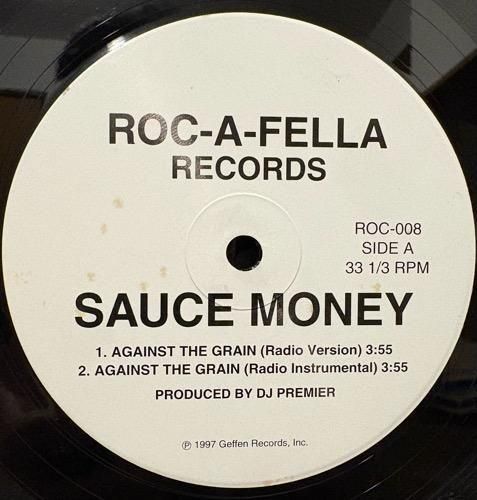 ROC-A-FELLA
RECORDS
ROC-008
SIDE A
33 1/3 RPM
SAUCE MONEY
1. AGAINST THE GRAIN (Radio Version) 3:55
2. AGAINST THE GRAIN (Radio Instrumental) 3:55
PRODUCED BY DJ PREMIER
℗ 1997 Geffen Records, Inc.